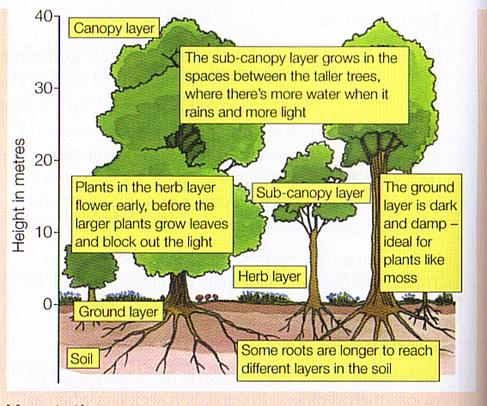 40
Canopy layer
The sub-canopy layer grows in the
spaces between the taller trees,
where there's more water when it
rains and more light
30
20
Height in metres
Plants in the herb layer
flower early, before the
larger plants grow leaves
and block out the light
Sub-canopy layer
The ground
layer is dark
and damp –
ideal for
plants like
moss
10
Herb layer
0
Ground layer
Soil
Some roots are longer to reach
different layers in the soil